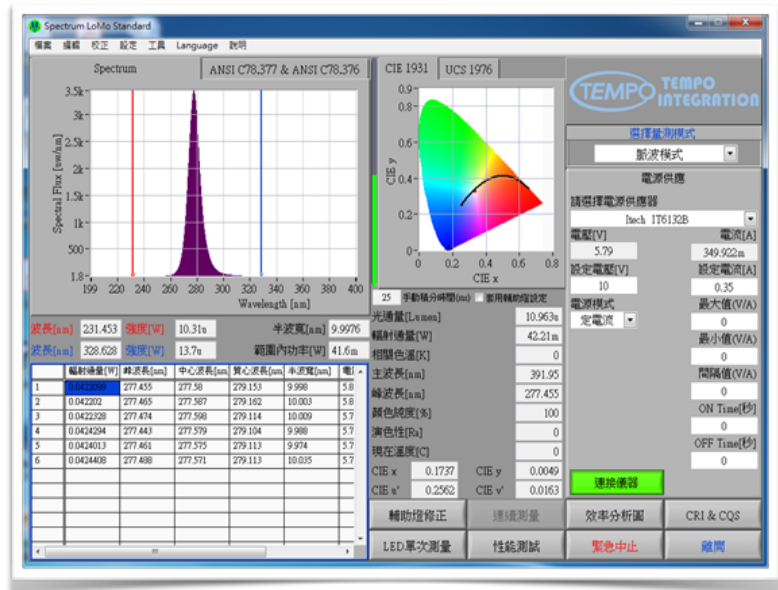 Spectrum LoMo Standard
檔案 編輯 校正 設定 工具 Language 說明
Spectrum ANSI C78.377 & ANSI C78.376
CIE 1931 UCS 1976
TEMPO TEMPO INTEGRATION
Spectral Flux [uw/nm]
3.5k
3k
2.5k
2k
1.5k
1k
500
1.8
199 220 240 260 280 300 320 340 360 380 400
Wavelength [nm]
CIE y
0.9
0.8
0.6
0.4
0.2
0
0 0.2 0.4 0.6 0.8
CIE x
選擇量測模式
脈波模式
電源供應
請選擇電源供應器
Itech IT6132B
電壓[V] 電流[A]
5.79 349.922m
設定電壓[V] 設定電流[A]
10 0.35
電源模式 最大值(V/A)
定電流 0
最小值(V/A)
0
間隔值(V/A)
0
ON Time[秒]
0
OFF Time[秒]
0
連接儀器
波長[nm] 231.453 強度[W] 10.31u 半波寬[nm] 9.9976
波長[nm] 328.628 強度[W] 13.7u 範圍內功率[W] 41.6m
輻射通量[W] 峰波長[nm] 中心波長[nm] 質心波長[nm] 半波寬[nm]
1 0.0422099 277.455 277.58 279.153 9.998 5.8
2 0.042202 277.465 277.587 279.162 10.003 5.8
3 0.0422328 277.474 277.598 279.114 10.009 5.7
4 0.0424294 277.443 277.579 279.104 9.988 5.7
5 0.0424013 277.461 277.575 279.113 9.974 5.7
6 0.0424408 277.488 277.571 279.113 10.035 5.7
25 手動積分時間(ms) 套用輔助燈設定
光通量[Lumen] 10.963u
輻射通量[W] 42.21m
相關色溫[K] 0
主波長[nm] 391.95
峰波長[nm] 277.455
顏色純度[%] 100
演色性[Ra] 0
現在溫度[C] 0
CIE x 0.1737 CIE y 0.0049
CIE u' 0.2562 CIE v' 0.0163
輔助燈修正 連續測量 效率分析圖 CRI & CQS
LED單次測量 性能測試 緊急中止 離開